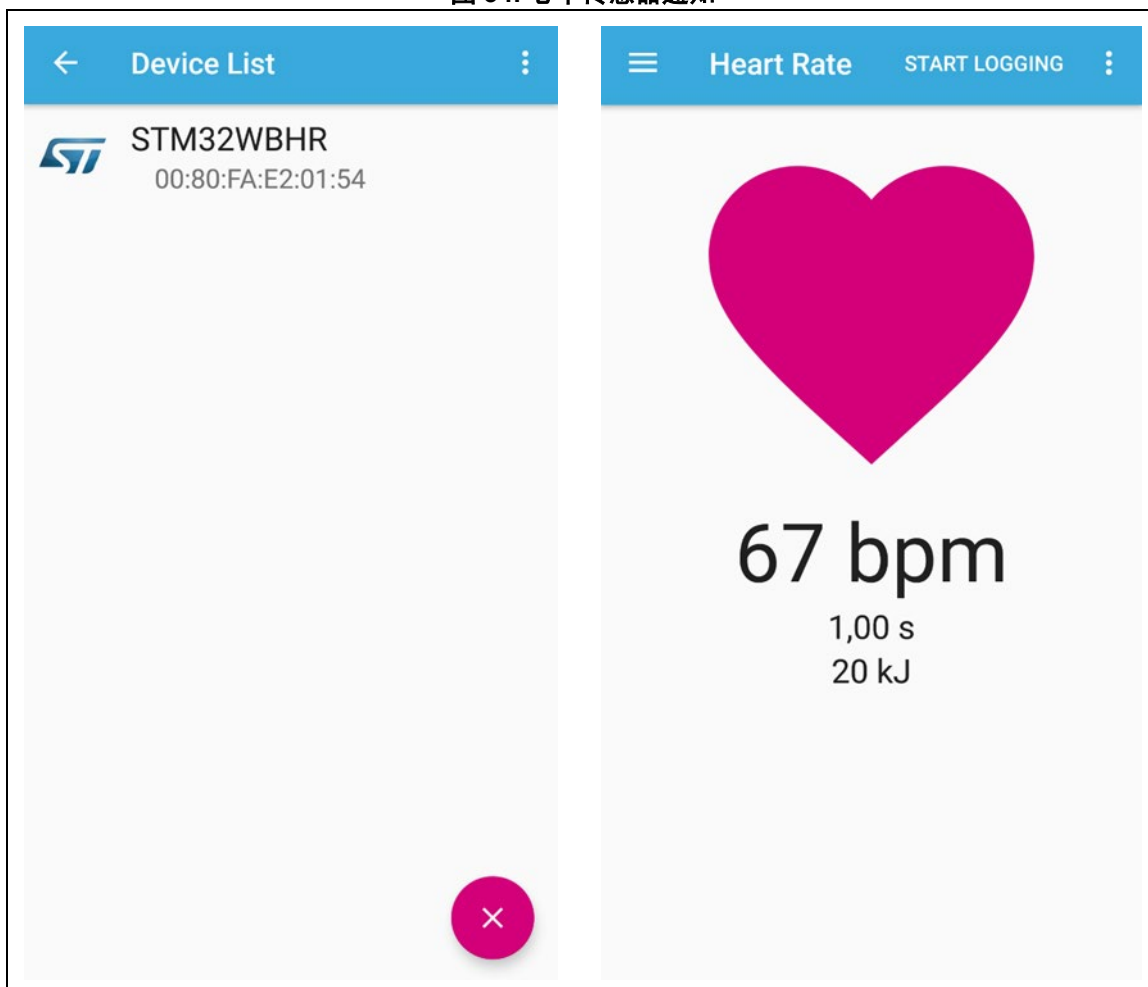 Device List
STM32WBHR
00:80:FA:E2:01:54
Heart Rate START LOGGING
67 bpm
1,00 s
20 kJ